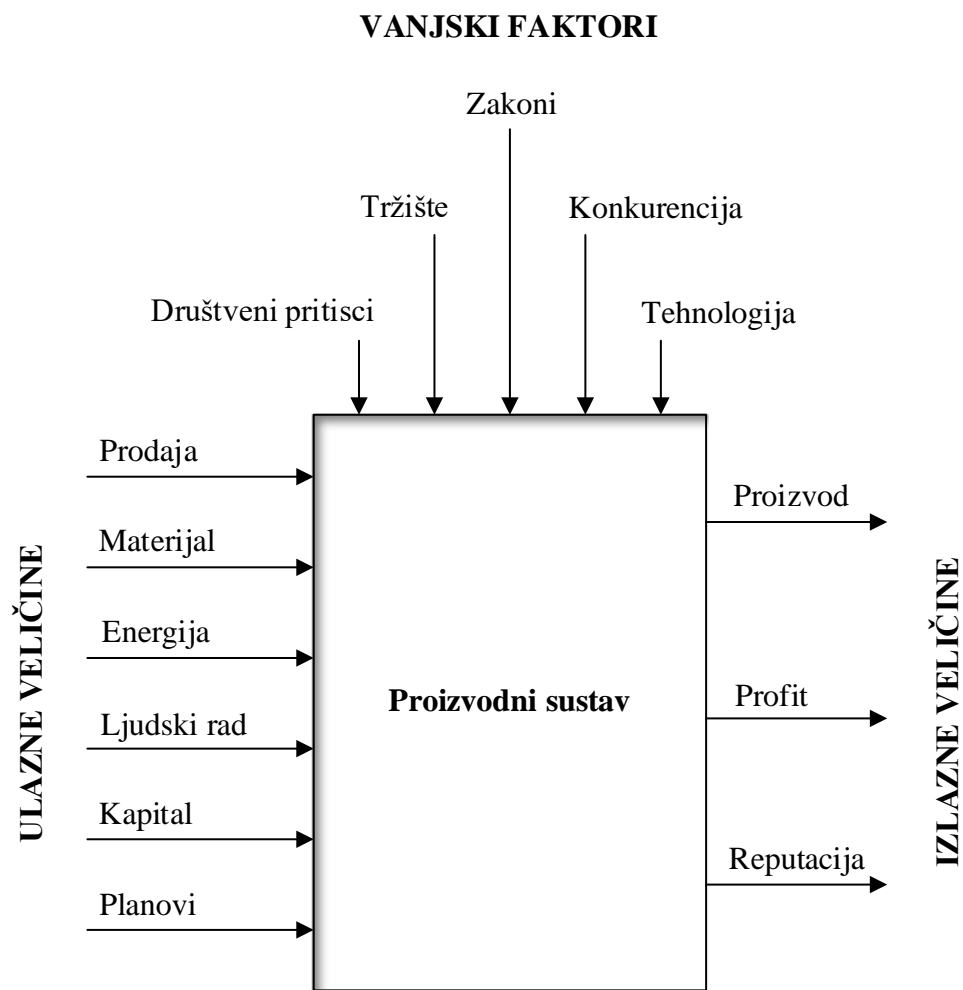 VANJSKI FAKTORI
Zakoni
Tržište
Konkurencija
Društveni pritisci
Tehnologija
ULAZNE VELIČINE
Prodaja
Materijal
Energija
Ljudski rad
Kapital
Planovi
Proizvodni sustav
Proizvod
Profit
Reputacija
IZLAZNE VELIČINE